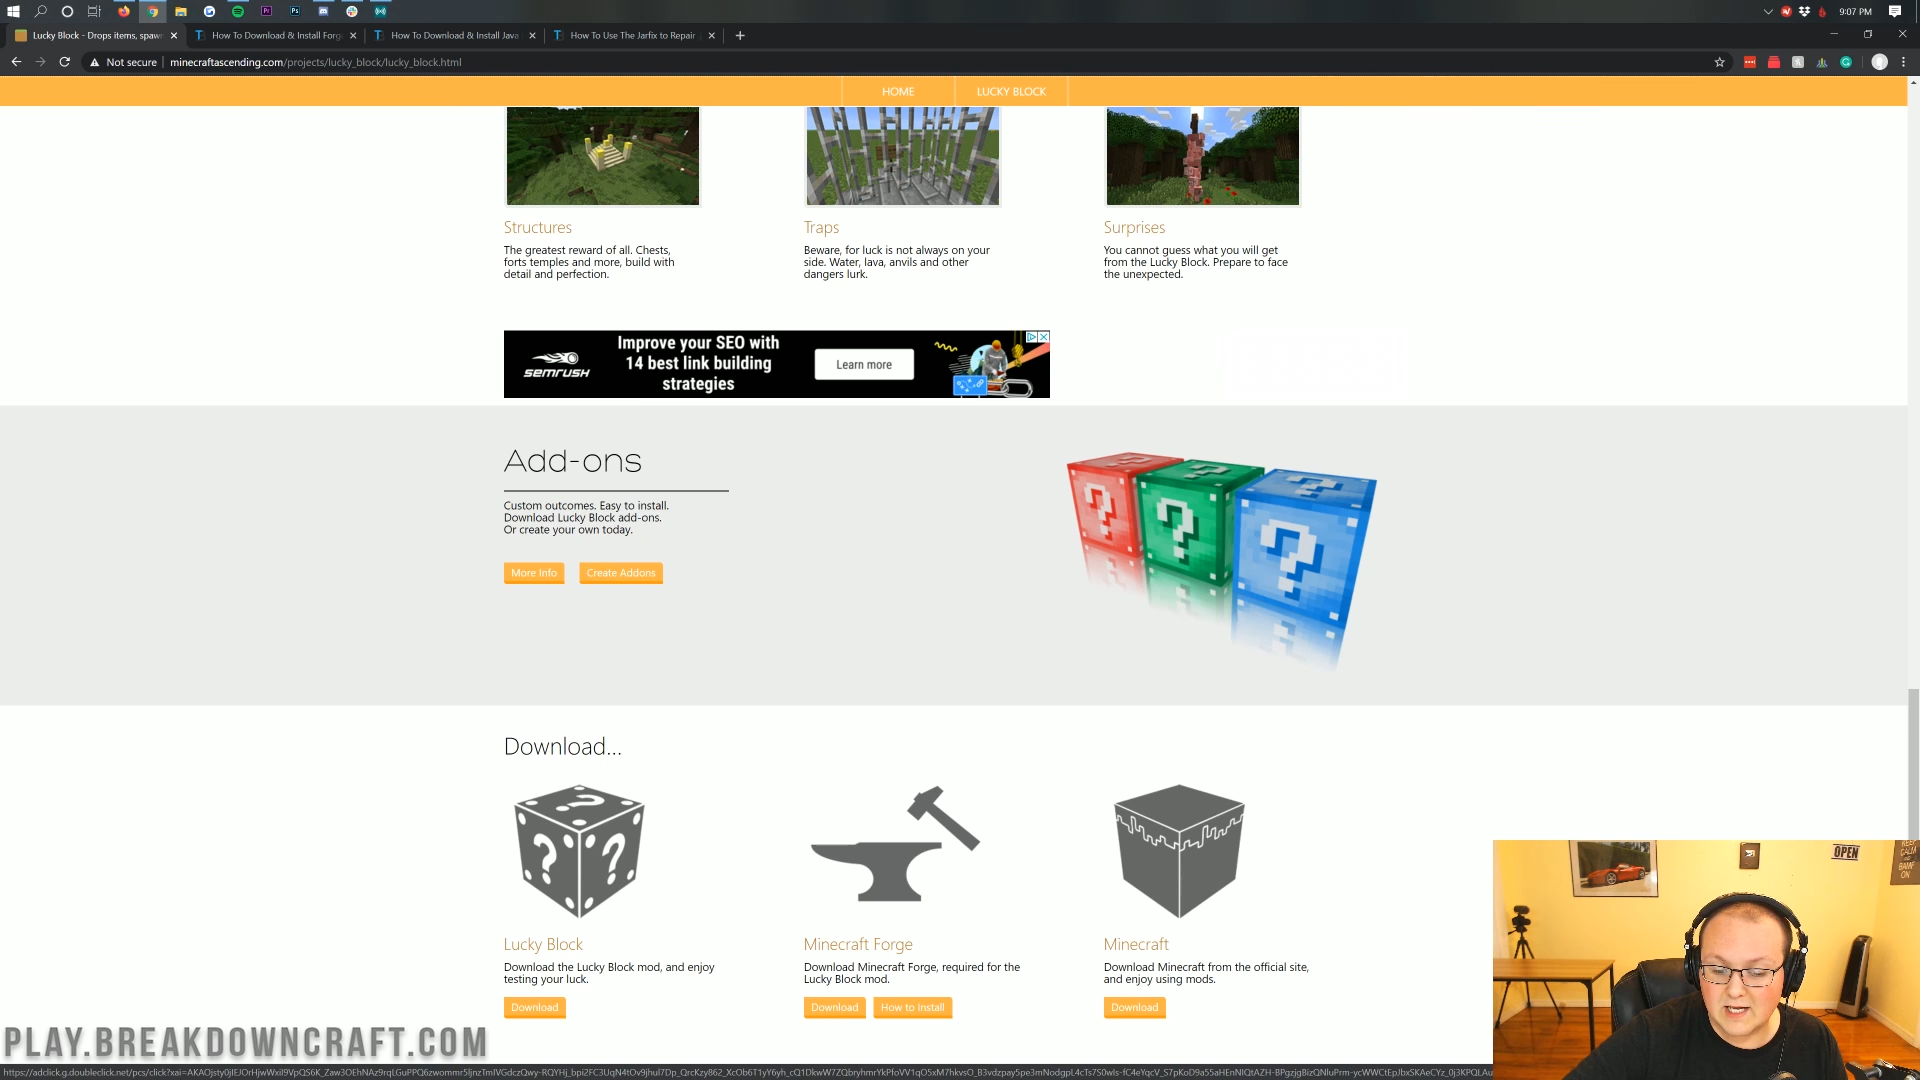 9:07 PM
Lucky Block - Drops items, spaw
How To Download & Install Forg
How To Download & Install Java
How To Use The Jarfix to Repair
Not secure
minecraftascending.com/projects/lucky_block/lucky_block.html
HOME
LUCKY BLOCK
Structures
The greatest reward of all. Chests,
forts temples and more, build with
detail and perfection.
Traps
Beware, for luck is not always on your
side. Water, lava, anvils and other
dangers lurk.
Surprises
You cannot guess what you will get
from the Lucky Block. Prepare to face
the unexpected.
SEMRUSH
Improve your SEO with
14 best link building
strategies
Learn more
Add-ons
Custom outcomes. Easy to install.
Download Lucky Block add-ons.
Or create your own today.
More Info
Create Addons
Download...
Lucky Block
Download the Lucky Block mod, and enjoy
testing your luck.
Download
Minecraft Forge
Download Minecraft Forge, required for the
Lucky Block mod.
Download
How to Install
Minecraft
Download Minecraft from the official site,
and enjoy using mods.
Download
OPEN
KEEP
CALM
AND
PLAY.BREAKDOWNCRAFT.COM